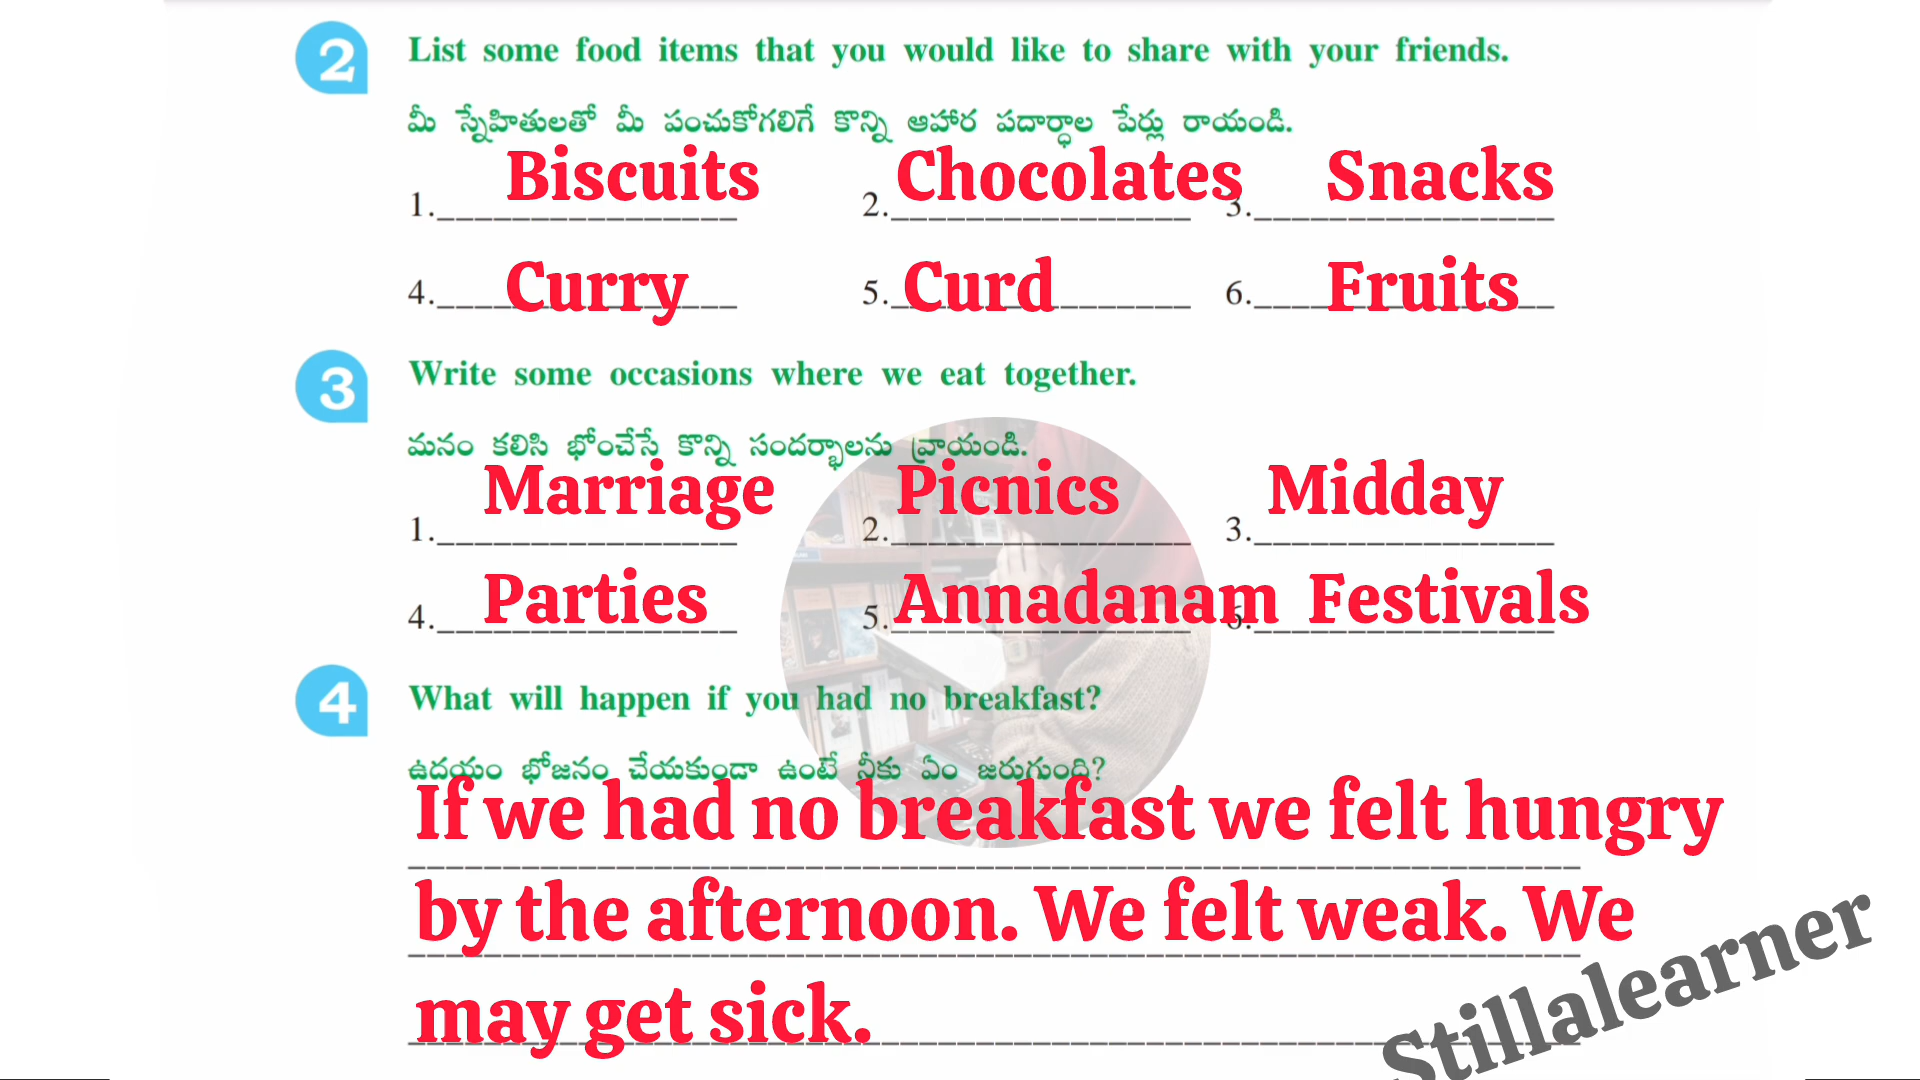 2 List some food items that you would like to share with your friends.
మీ స్నేహితులతో మీ పంచుకోగలిగే కొన్ని ఆహార పదార్ధాల పేర్లు రాయండి.
1. Biscuits 2. Chocolates 3. Snacks
4. Curry 5. Curd 6. Fruits
3 Write some occasions where we eat together.
మనం కలిసి భోంచేసే కొన్ని సందర్భాలను వ్రాయండి.
1. Marriage 2. Picnics 3. Midday
4. Parties 5. Annadanam 6. Festivals
4 What will happen if you had no breakfast?
ఉదయం భోజనం చేయకుండా ఉంటే నీకు ఏం జరుగుంది?
If we had no breakfast we felt hungry
by the afternoon. We felt weak. We
may get sick.
Stillalearner